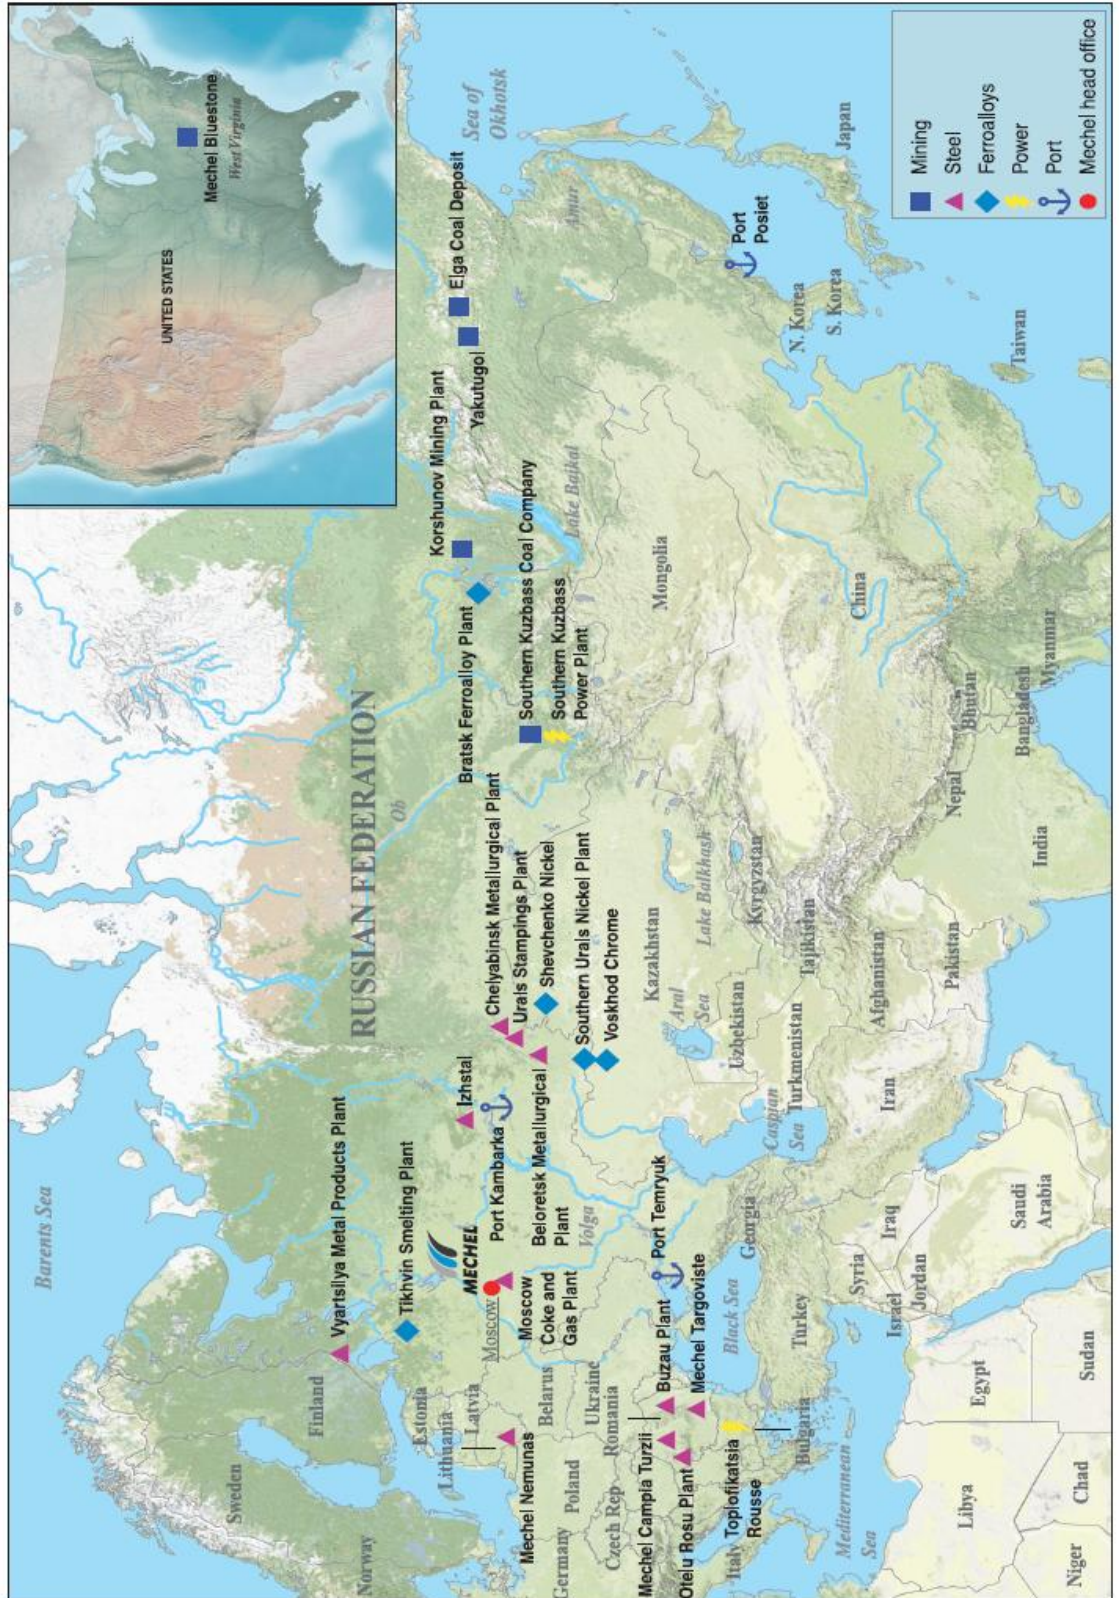 Barents Sea
Norway
Sweden
Finland
Estonia
Latvia
Lithuania
Vyartsilya Metal Products Plant
Tikhvin Smelting Plant
MECHEL
Moscow
Moscow
Coke and
Gas Plant
Mechel Nemunas
RUSSIAN FEDERATION
Ob
Izhstal
Port Kambarka
Beloretsk Metallurgical
Plant
Volga
Chelyabinsk Metallurgical Plant
Urals Stampings Plant
Shevchenko Nickel
Southern Urals Nickel Plant
Voskhod Chrome
Bratsk Ferroalloy Plant
Korshunov Mining Plant
Southern Kuzbass Coal Company
Southern Kuzbass
Power Plant
Lake Baikal
Yakutugol
Elga Coal Deposit
Sea of
Okhotsk
Amur
Port
Posiet
Japan
N. Korea
S. Korea
Taiwan
Mongolia
China
Germany
Poland
Belarus
Czech Rep
Ukraine
Romania
Mechel Campia Turzii
Buzau Plant
Otelu Rosu Plant
Mechel Targoviste
Port Temryuk
Toplofikatsia
Rousse
Italy
Bulgaria
Black Sea
Georgia
Turkey
Mediterranean
Sea
Caspian
Sea
Aral
Sea
Kazakhstan
Lake Balkhash
Uzbekistan
Turkmenistan
Kyrgyzstan
Tajikistan
Afghanistan
Pakistan
Iran
Iraq
Syria
Israel
Jordan
Saudi
Arabia
Egypt
Libya
Sudan
Chad
Niger
India
Nepal
Bhutan
Bangladesh
Myanmar
UNITED STATES
Mechel Bluestone
West Virginia
Mining
Steel
Ferroalloys
Power
Port
Mechel head office